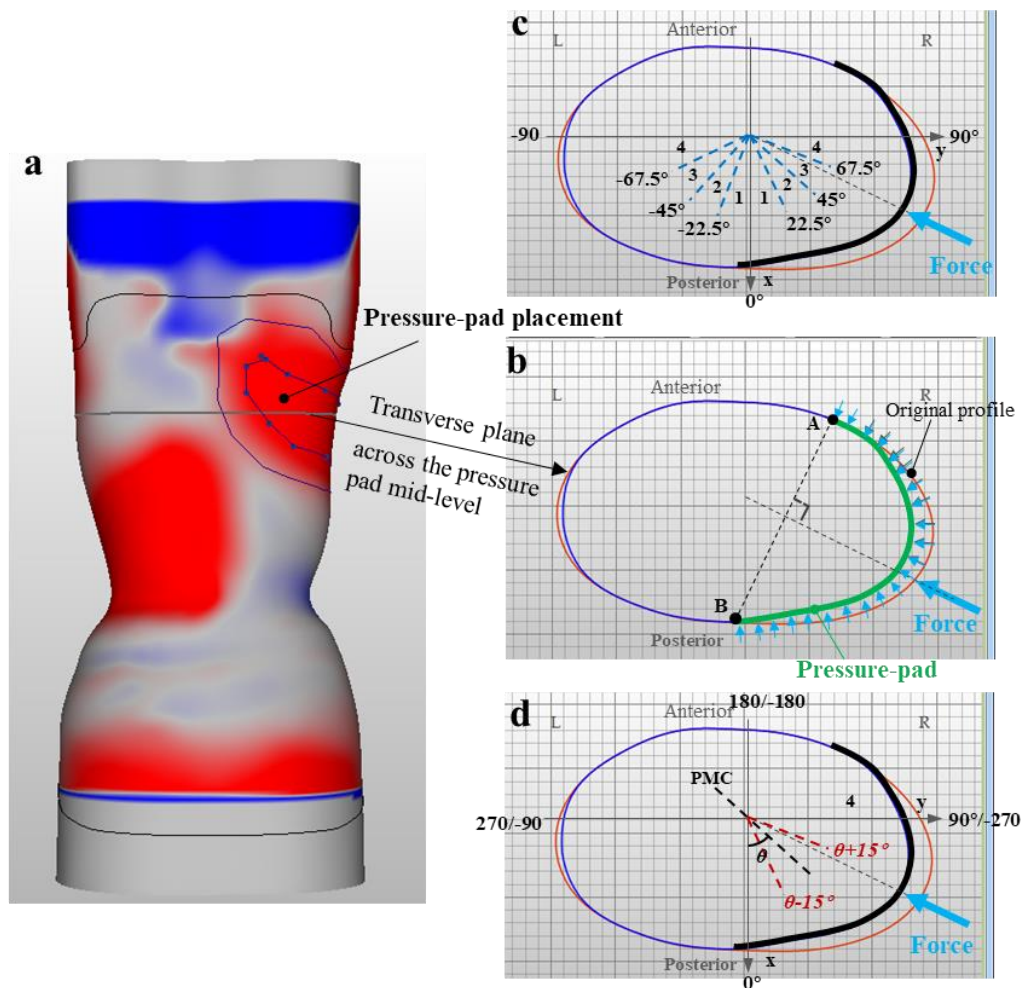 a
Pressure-pad placement
Transverse plane
across the pressure
pad mid-level
c
Anterior
L
R
-90
90°
y
4
4
3
3
2
2
1
1
-67.5°
67.5°
-45°
45°
-22.5°
22.5°
Force
Posterior
x
0°
b
Anterior
L
R
Original profile
A
B
Force
Posterior
Pressure-pad
d
180/-180
Anterior
L
R
PMC
4
y
270/-90
90°/-270
θ
θ+15°
θ-15°
Force
Posterior
x
0°